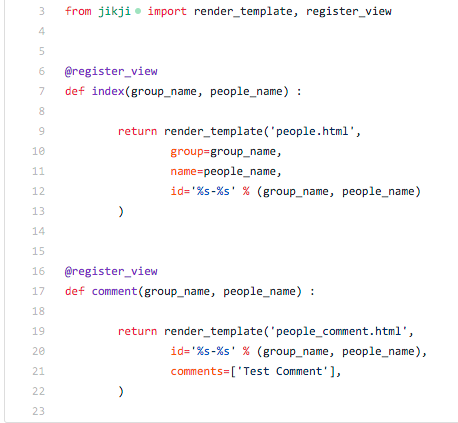 3 from jikji import render_template, register_view
4
5
6 @register_view
7 def index(group_name, people_name) :
8
9 return render_template('people.html',
10 group=group_name,
11 name=people_name,
12 id='%s-%s' % (group_name, people_name)
13 )
14
15
16 @register_view
17 def comment(group_name, people_name) :
18
19 return render_template('people_comment.html',
20 id='%s-%s' % (group_name, people_name),
21 comments=['Test Comment'],
22 )
23